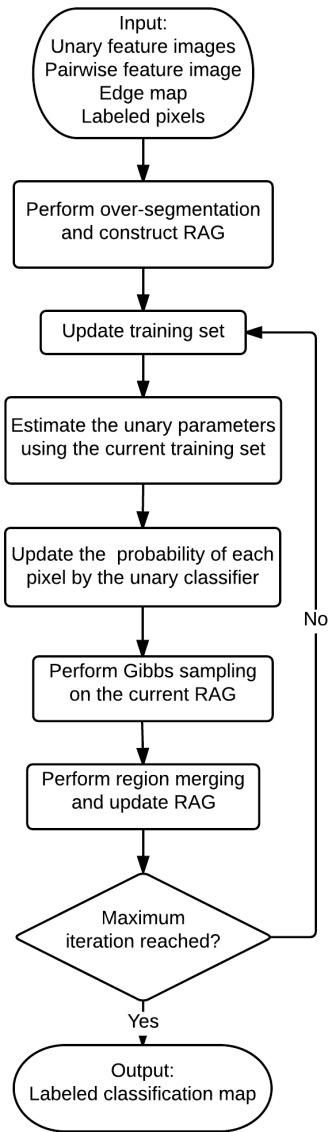 Input:
Unary feature images
Pairwise feature image
Edge map
Labeled pixels
Perform over-segmentation
and construct RAG
Update training set
Estimate the unary parameters
using the current training set
Update the probability of each
pixel by the unary classifier
No
Perform Gibbs sampling
on the current RAG
Perform region merging
and update RAG
Maximum
iteration reached?
Yes
Output:
Labeled classification map